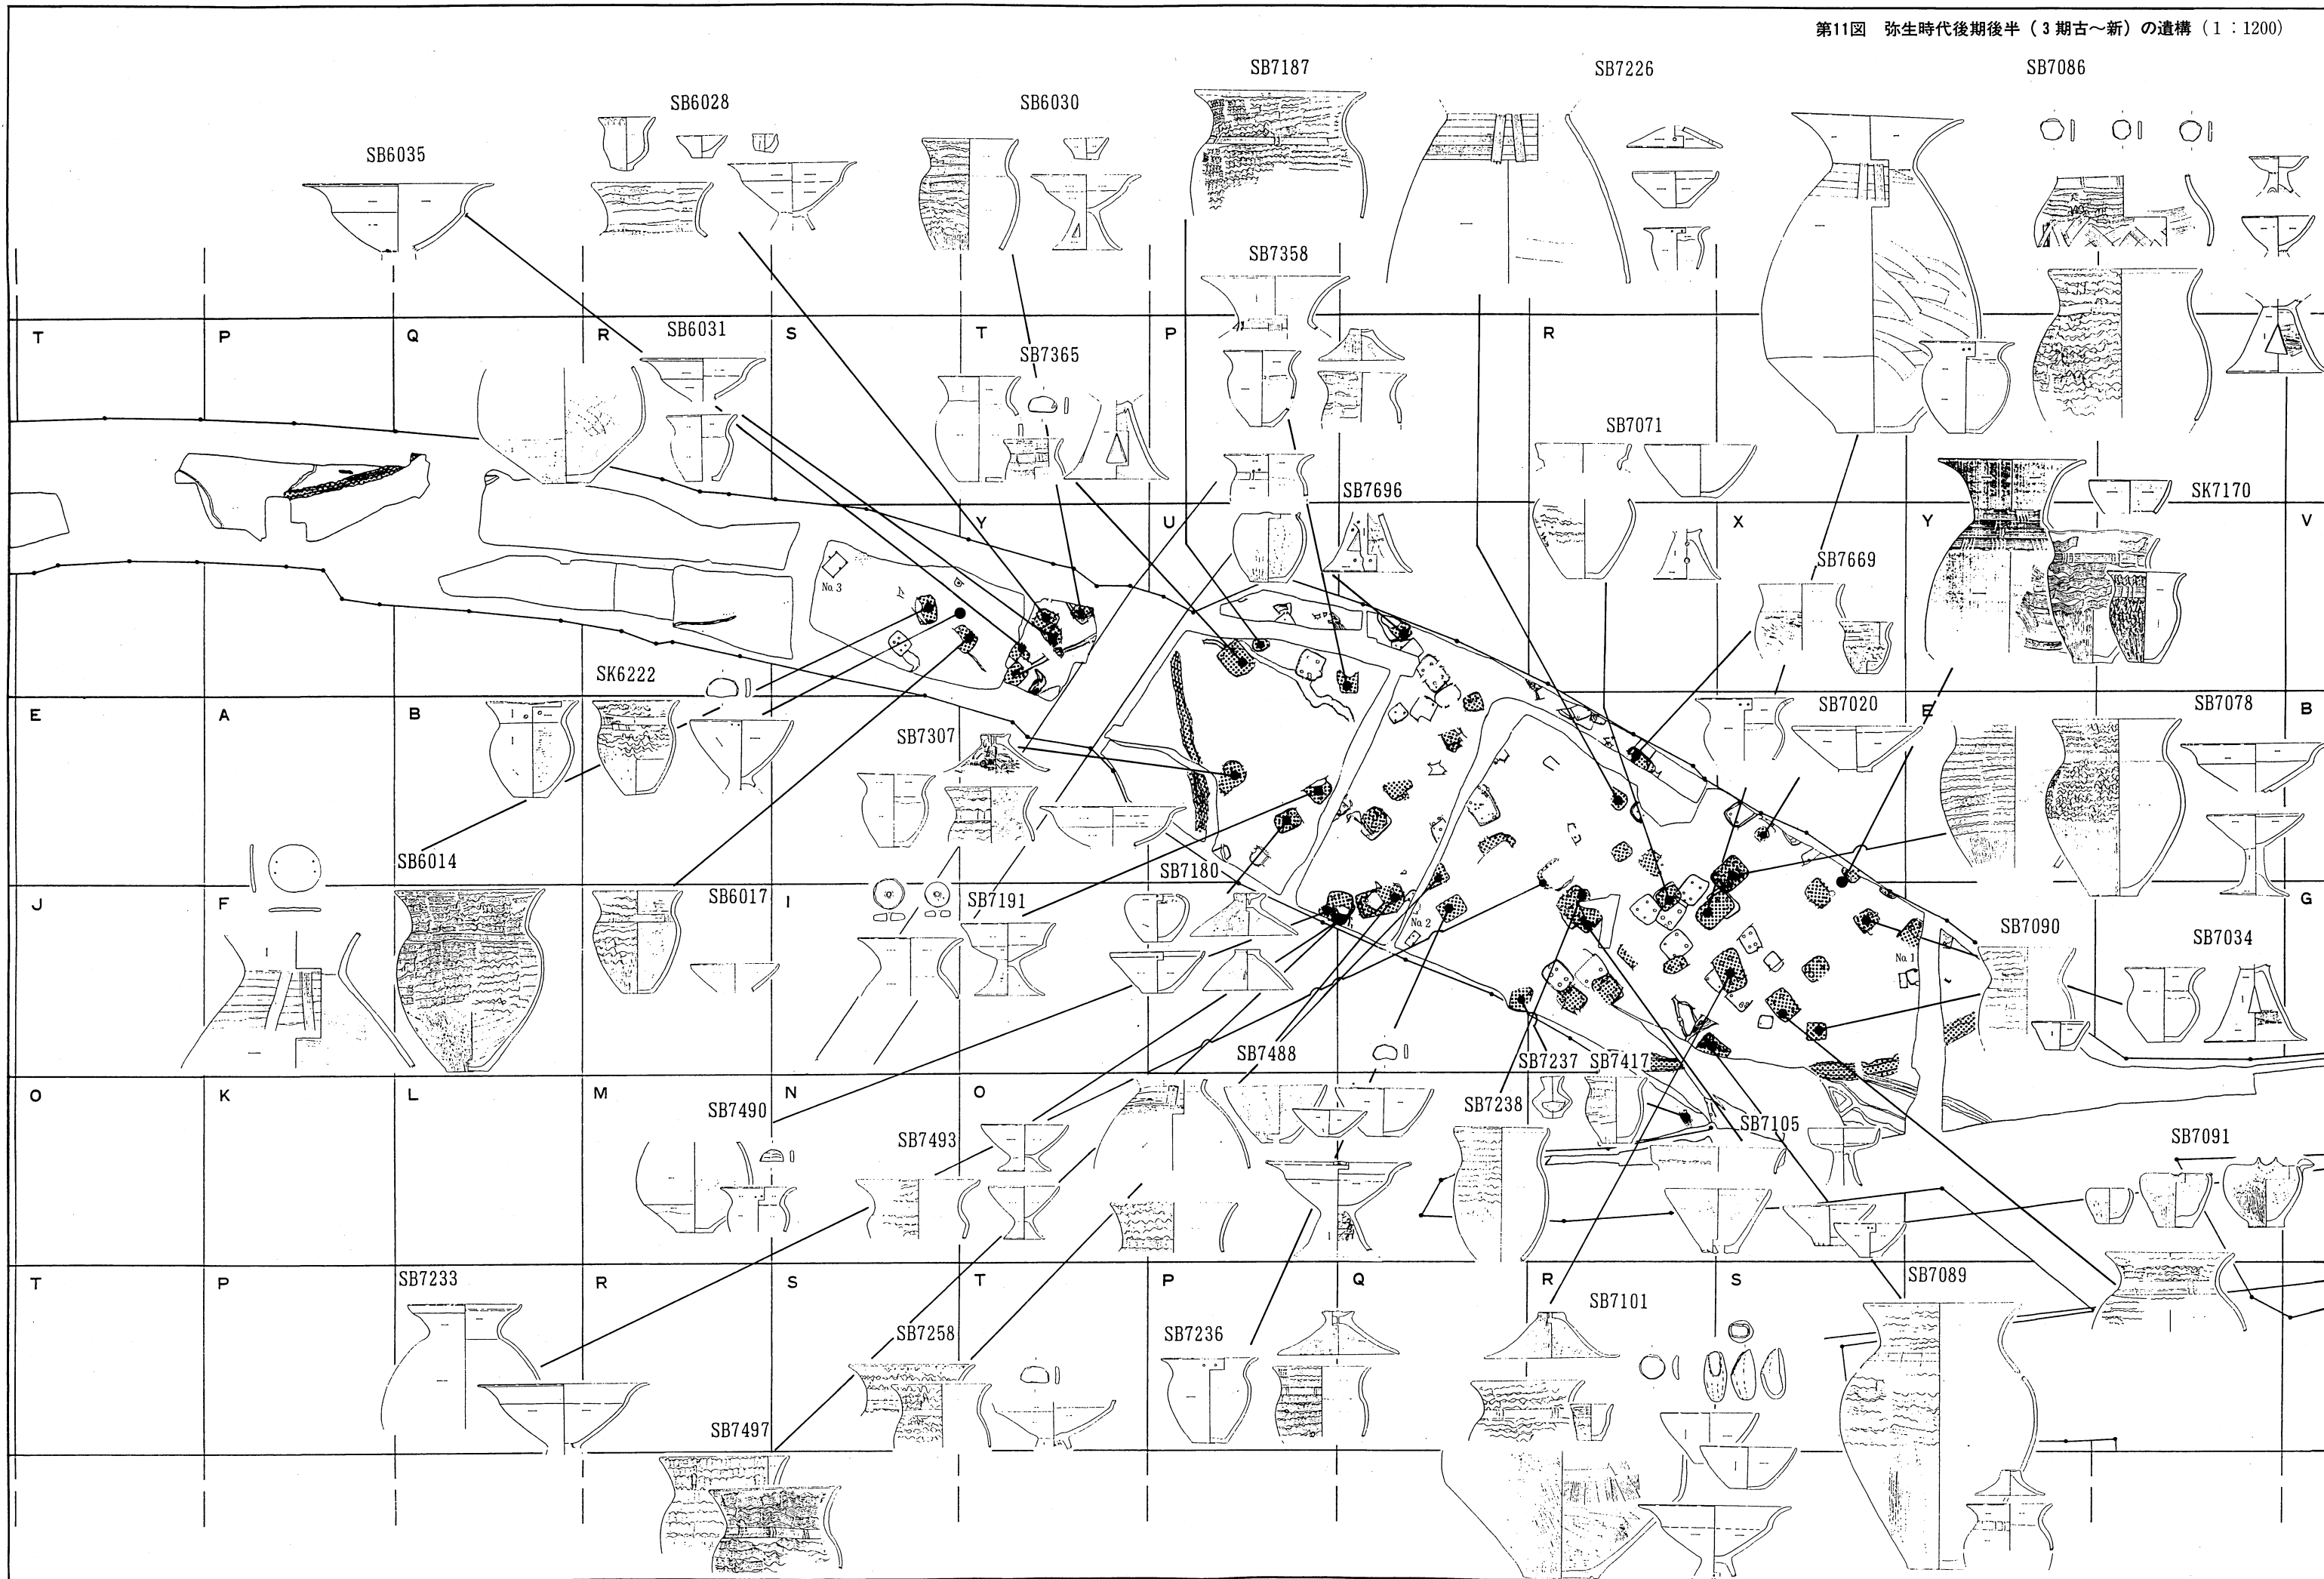 第11図 弥生時代後期後半（3期古〜新）の遺構（1：1200）
SB7187
SB7226
SB7086
SB6028
SB6030
SB6035
SB7358
T
P
Q
R
SB6031
S
T
SB7365
P
R
SB7071
SB7696
SK7170
Y
U
X
Y
V
SB7669
No.3
SK6222
E
A
B
SB7307
SB7020
E
SB7078
B
SB6014
SB7180
J
F
SB6017
I
SB7191
G
No.2
SB7090
SB7034
No.1
SB7488
SB7237
SB7417
O
K
L
M
N
O
SB7490
SB7238
SB7493
SB7105
SB7091
T
P
SB7233
R
S
T
P
Q
R
S
SB7089
SB7101
SB7258
SB7236
SB7497